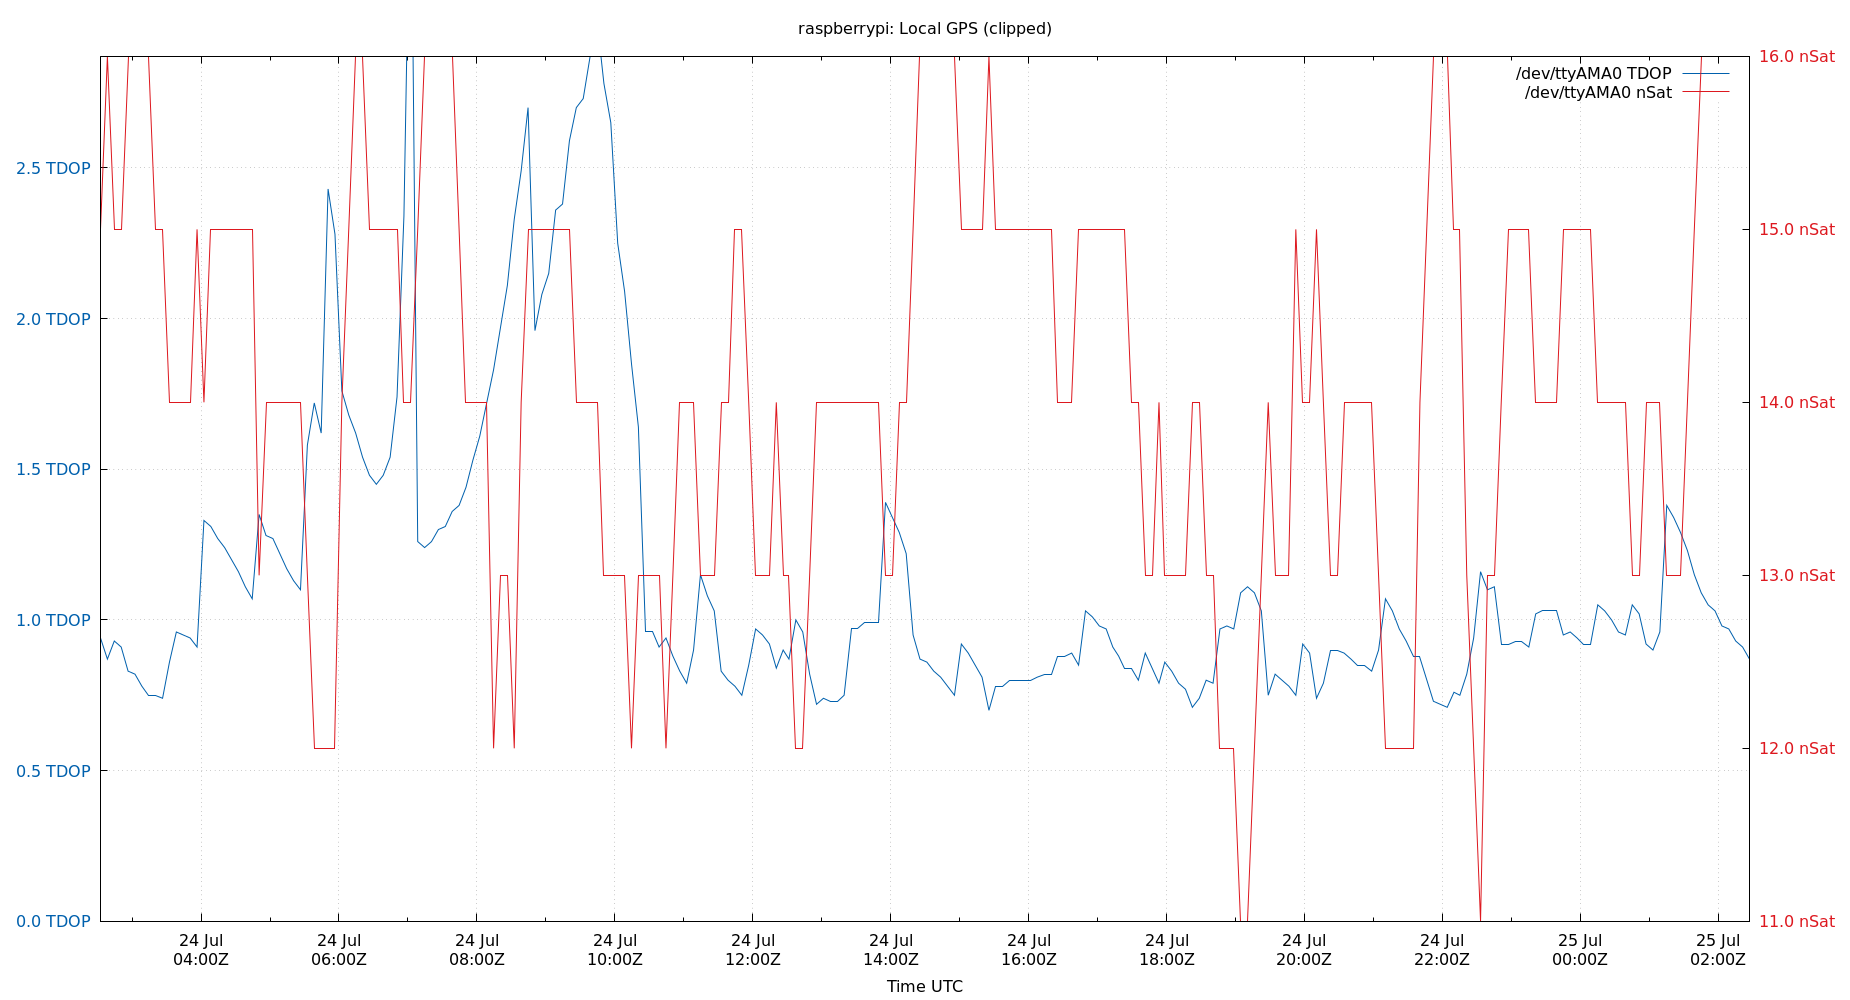 raspberrypi: Local GPS (clipped)
/dev/ttyAMA0 TDOP
/dev/ttyAMA0 nSat
2.5 TDOP
2.0 TDOP
1.5 TDOP
1.0 TDOP
0.5 TDOP
0.0 TDOP
16.0 nSat
15.0 nSat
14.0 nSat
13.0 nSat
12.0 nSat
11.0 nSat
24 Jul
04:00Z
24 Jul
06:00Z
24 Jul
08:00Z
24 Jul
10:00Z
24 Jul
12:00Z
24 Jul
14:00Z
24 Jul
16:00Z
24 Jul
18:00Z
24 Jul
20:00Z
24 Jul
22:00Z
25 Jul
00:00Z
25 Jul
02:00Z
Time UTC